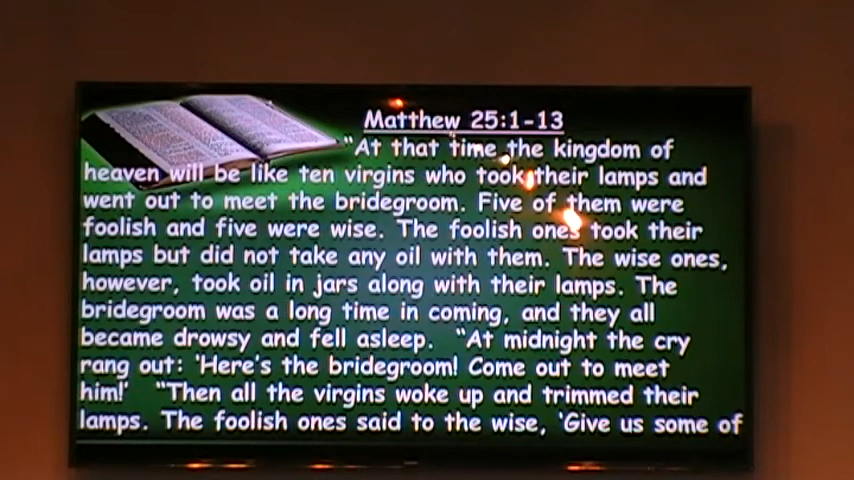 Matthew 25:1-13
"At that time the kingdom of
heaven will be like ten virgins who took their lamps and
went out to meet the bridegroom. Five of them were
foolish and five were wise. The foolish ones took their
lamps but did not take any oil with them. The wise ones,
however, took oil in jars along with their lamps. The
bridegroom was a long time in coming, and they all
became drowsy and fell asleep. "At midnight the cry
rang out: 'Here's the bridegroom! Come out to meet
him!' "Then all the virgins woke up and trimmed their
lamps. The foolish ones said to the wise, 'Give us some of